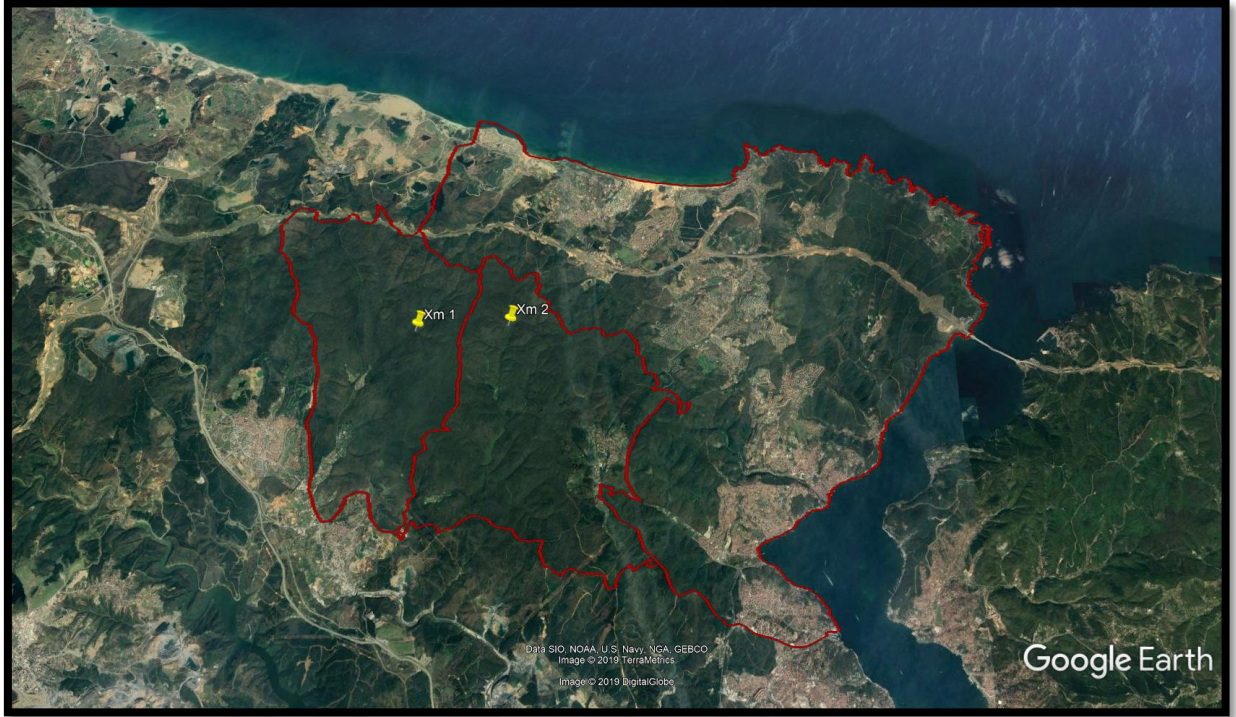 Xm 1
Xm 2
Data SIO, NOAA, U.S. Navy, NGA, GEBCO
Image © 2019 TerraMetrics
Image © 2019 DigitalGlobe
Google Earth